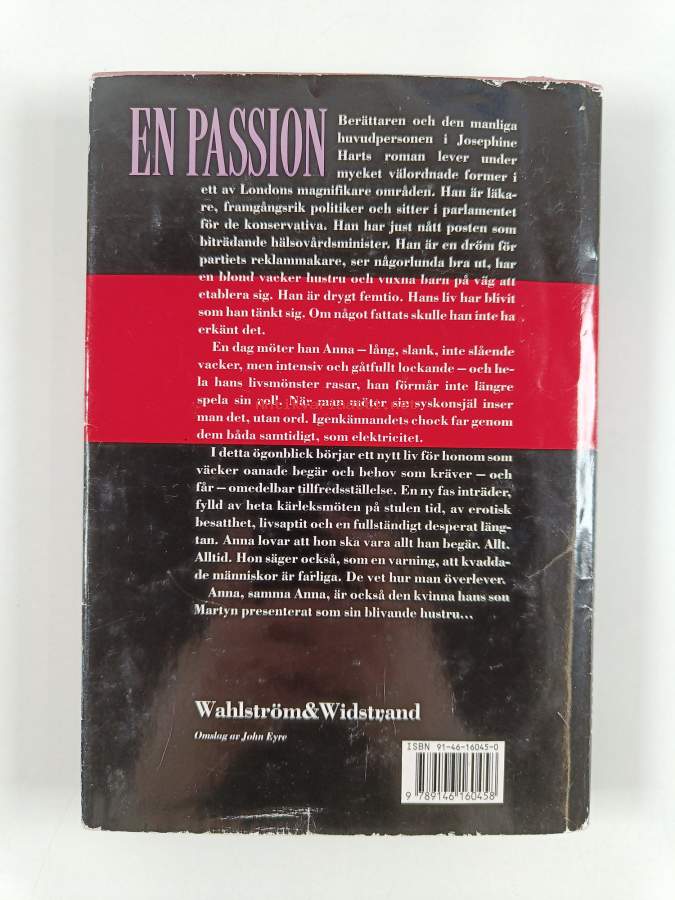 EN PASSION
Berättaren och den manliga
huvudpersonen i Josephine
Harts roman lever under
mycket välordnade former i
ett av Londons magnifikare områden. Han är läka-
re, framgångsrik politiker och sitter i parlamentet
för de konservativa. Han har just nått posten som
biträdande hälsovårdsminister. Han är en dröm för
partiets reklammakare, ser någorlunda bra ut, har
en blond vacker hustru och vuxna barn på väg att
etablera sig. Han är drygt femtio. Hans liv har blivit
som han tänkt sig. Om något fattats skulle han inte ha
erkänt det.
En dag möter han Anna – lång, slank, inte slående
vacker, men intensiv och gåtfullt lockande – och he-
la hans livsmönster rasar, han förmår inte längre
spela sin roll. När man möter sin syskonsjäl inser
man det, utan ord. Igenkännandets chock far genom
dem båda samtidigt, som elektricitet.
I detta ögonblick börjar ett nytt liv för honom som
väcker oanade begär och behov som kräver – och
får – omedelbar tillfredsställelse. En ny fas inträder,
fylld av heta kärleksmöten på stulen tid, av erotisk
besatthet, livsaptit och en fullständigt desperat läng-
tan. Anna lovar att hon ska vara allt han begär. Allt.
Alltid. Hon säger också, som en varning, att kvadda-
de människor är farliga. De vet hur man överlever.
Anna, samma Anna, är också den kvinna hans son
Martyn presenterat som sin blivande hustru...
Wahlström&Widstrand
Omslag av John Eyre
ISBN 91-46-16045-0
9 789146 160458